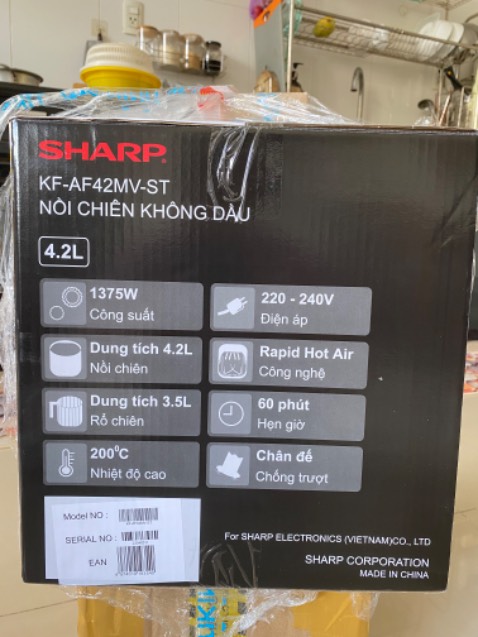 SHARP
KF-AF42MV-ST
NỒI CHIÊN KHÔNG DẦU
4.2L
1375W
Công suất
220 - 240V
Điện áp
Dung tích 4.2L
Nồi chiên
Rapid Hot Air
Công nghệ
Dung tích 3.5L
Rổ chiên
60 phút
Hẹn giờ
200⁰C
Nhiệt độ cao
Chân đế
Chống trượt
Model NO :
SERIAL NO :
EAN
For SHARP ELECTRONICS (VIETNAM)CO., LTD
SHARP CORPORATION
MADE IN CHINA